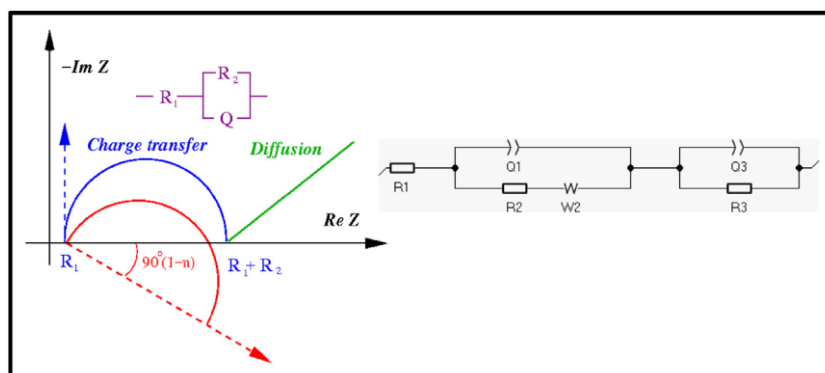 −Im Z
R₂
R₁
Q
Charge transfer
Diffusion
Re Z
R₁
90°(1−n)
R₁+ R₂
Q1
R1
R2
W2
Q3
R3